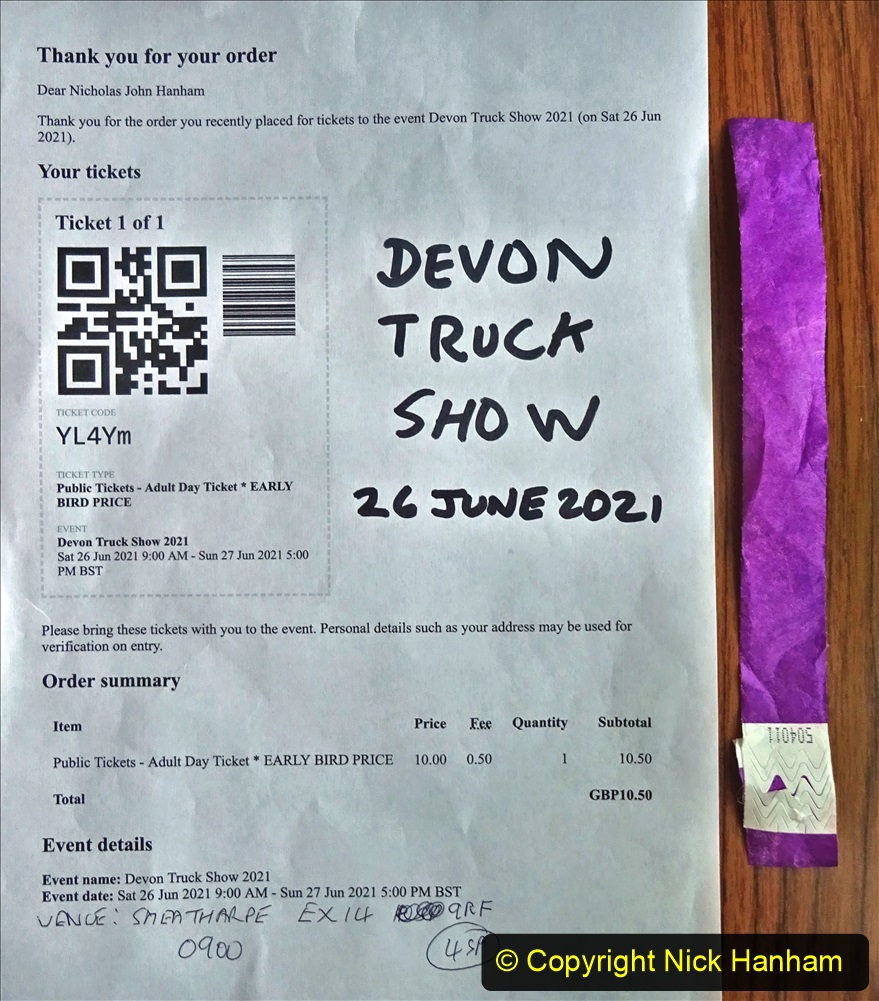 Thank you for your order
Dear Nicholas John Hanham
Thank you for the order you recently placed for tickets to the event Devon Truck Show 2021 (on Sat 26 Jun
2021).
Your tickets
Ticket 1 of 1
TICKET CODE
YL4Ym
TICKET TYPE
Public Tickets - Adult Day Ticket * EARLY
BIRD PRICE
EVENT
Devon Truck Show 2021
Sat 26 Jun 2021 9:00 AM - Sun 27 Jun 2021 5:00
PM BST
DEVON
TRUCK
SHOW
26 JUNE 2021
Please bring these tickets with you to the event. Personal details such as your address may be used for
verification on entry.
Order summary
Item Price Fee Quantity Subtotal
Public Tickets - Adult Day Ticket * EARLY BIRD PRICE 10.00 0.50 1 10.50
Total GBP10.50
Event details
Event name: Devon Truck Show 2021
Event date: Sat 26 Jun 2021 9:00 AM - Sun 27 Jun 2021 5:00 PM BST
VENUE: SMEATHARPE EX14 9RF
0900
504011
© Copyright Nick Hanham